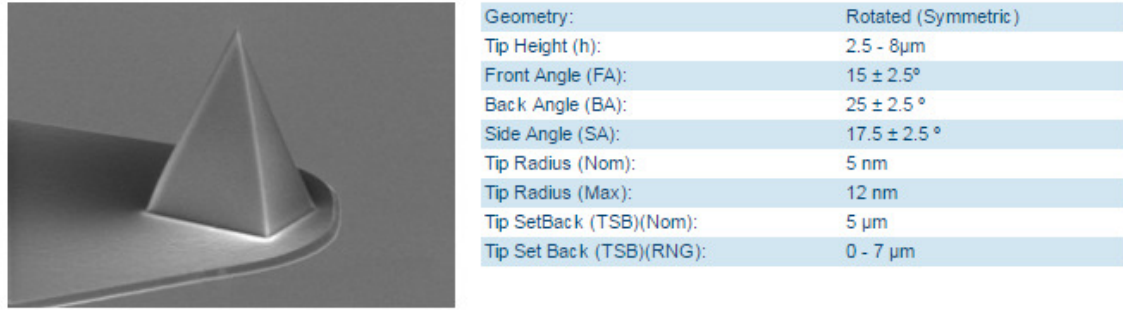 Geometry: Rotated (Symmetric)
Tip Height (h): 2.5 - 8µm
Front Angle (FA): 15 ± 2.5º
Back Angle (BA): 25 ± 2.5 º
Side Angle (SA): 17.5 ± 2.5 º
Tip Radius (Nom): 5 nm
Tip Radius (Max): 12 nm
Tip SetBack (TSB)(Nom): 5 µm
Tip Set Back (TSB)(RNG): 0 - 7 µm